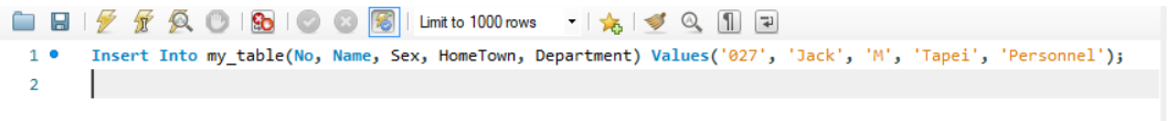 Limit to 1000 rows
1 Insert Into my_table(No, Name, Sex, HomeTown, Department) Values('027', 'Jack', 'M', 'Tapei', 'Personnel');
2